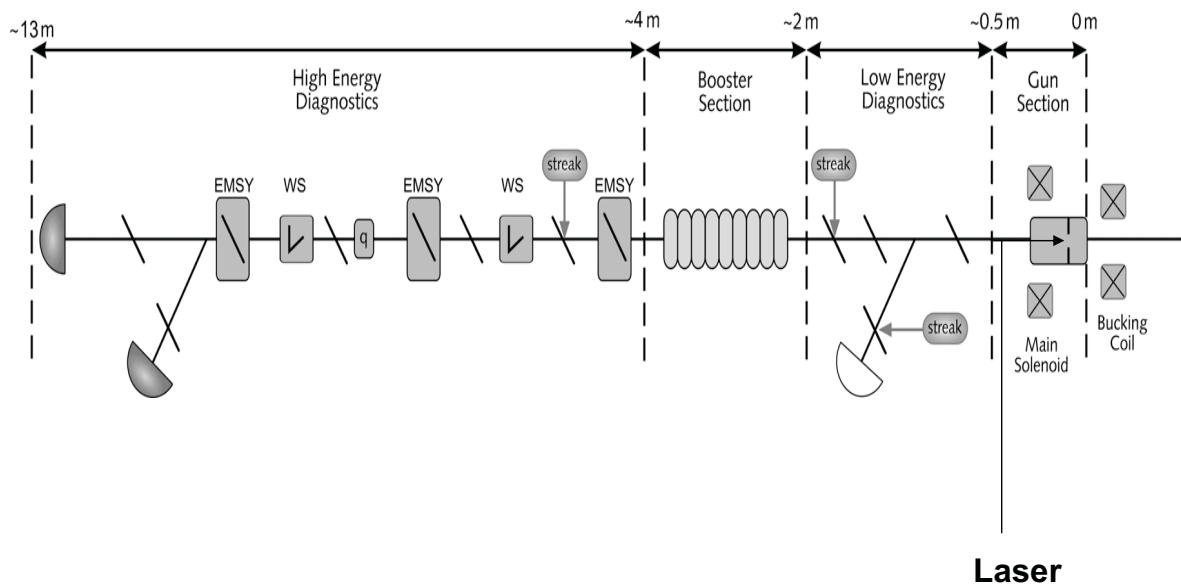 ~13 m
~4 m
~2 m
~0.5 m
0 m
High Energy
Diagnostics
Booster
Section
Low Energy
Diagnostics
Gun
Section
EMSY
WS
EMSY
WS
streak
EMSY
streak
q
streak
Main
Solenoid
Bucking
Coil
Laser